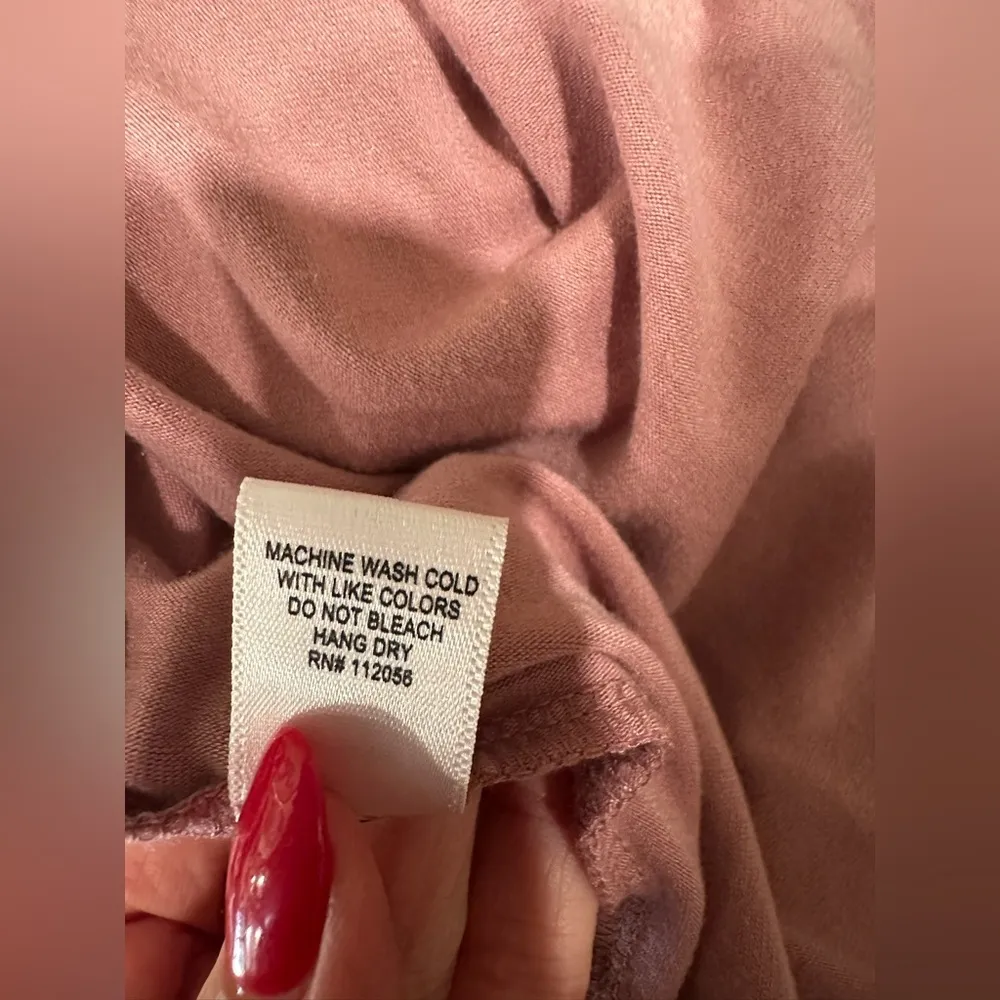 MACHINE WASH COLD
WITH LIKE COLORS
DO NOT BLEACH
HANG DRY
RN# 112056